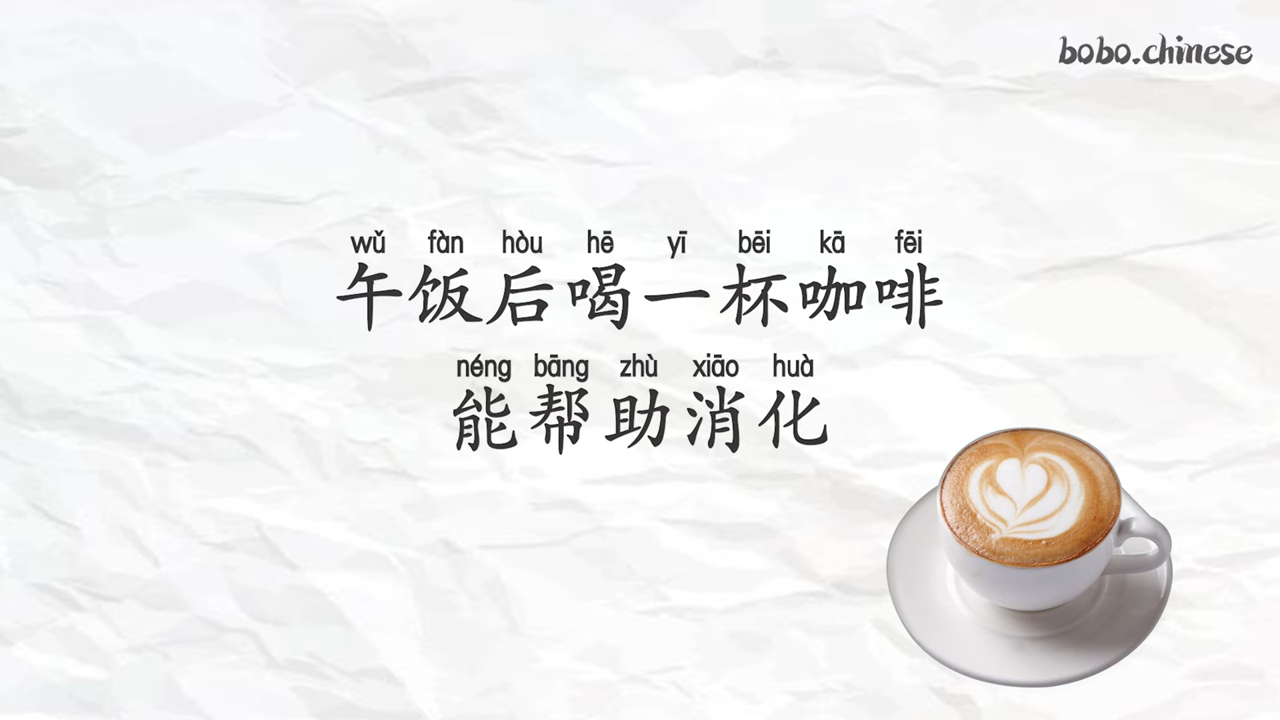 bobo.chinese
wǔ fàn hòu hē yī bēi kā fēi
午饭后喝一杯咖啡
néng bāng zhù xiāo huà
能帮助消化